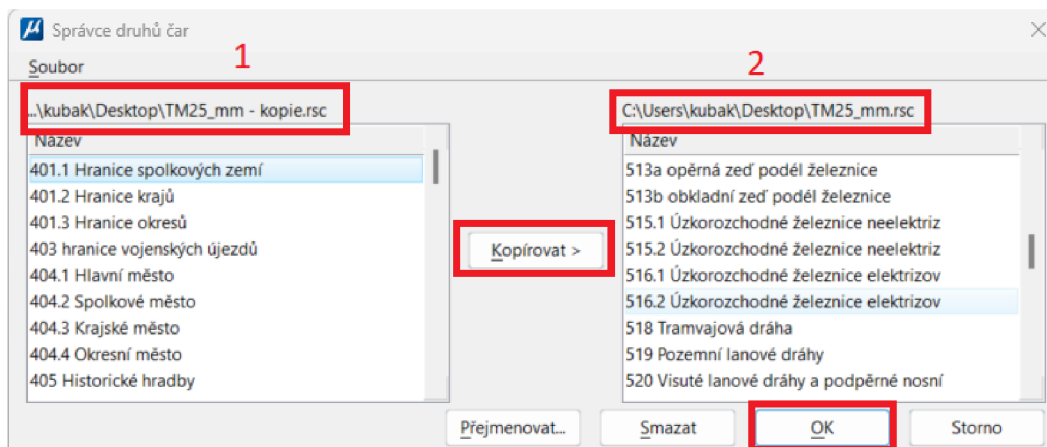 Správce druhů čar
Soubor
1
2
...\kubak\Desktop\TM25_mm - kopie.rsc
Název
401.1 Hranice spolkových zemí
401.2 Hranice krajů
401.3 Hranice okresů
403 hranice vojenských újezdů
404.1 Hlavní město
404.2 Spolkové město
404.3 Krajské město
404.4 Okresní město
405 Historické hradby
Kopírovat >
C:\Users\kubak\Desktop\TM25_mm.rsc
Název
513a opěrná zeď podél železnice
513b obkladní zeď podél železnice
515.1 Úzkorozchodné železnice neelektriz
515.2 Úzkorozchodné železnice neelektriz
516.1 Úzkorozchodné železnice elektrizov
516.2 Úzkorozchodné železnice elektrizov
518 Tramvajová dráha
519 Pozemní lanové dráhy
520 Visuté lanové dráhy a podpěrné nosní
Přejmenovat...
Smazat
OK
Storno